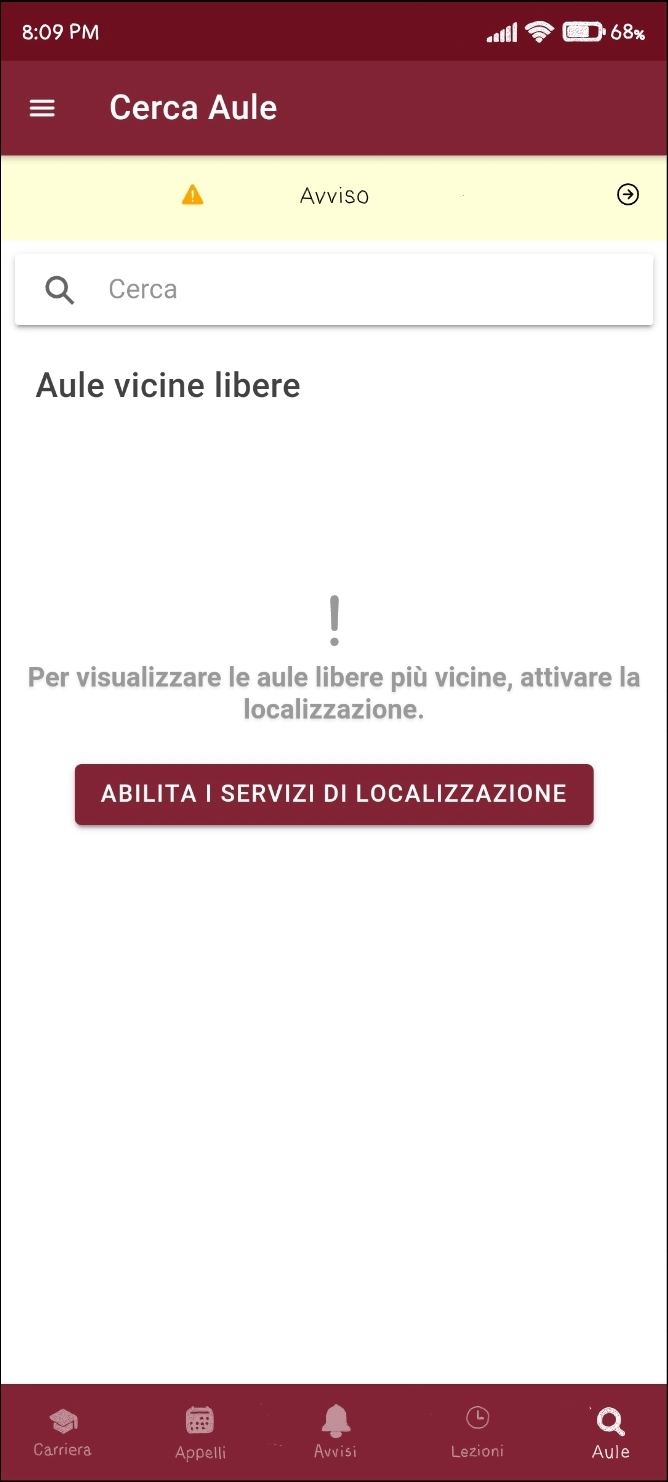 8:09 PM
68%
Cerca Aule
Avviso
Cerca
Aule vicine libere
Per visualizzare le aule libere più vicine, attivare la
localizzazione.
ABILITA I SERVIZI DI LOCALIZZAZIONE
Carriera
Appelli
Avvisi
Lezioni
Aule